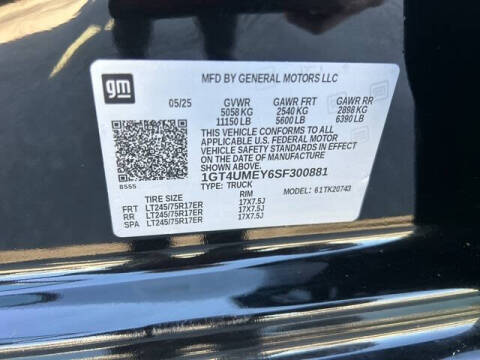 gm
MFD BY GENERAL MOTORS LLC
05/25 GVWR GAWR FRT GAWR RR
5058 KG 2540 KG 2898 KG
11150 LB 5600 LB 6390 LB
THIS VEHICLE CONFORMS TO ALL
APPLICABLE U.S. FEDERAL MOTOR
VEHICLE SAFETY STANDARDS IN EFFECT
ON THE DATE OF MANUFACTURE
SHOWN ABOVE.
1GT4UMEY6SF300881
TYPE: TRUCK MODEL: 61TK20743
B555
TIRE SIZE RIM
FRT LT245/75R17ER 17X7.5J
RR LT245/75R17ER 17X7.5J
SPA LT245/75R17ER 17X7.5J